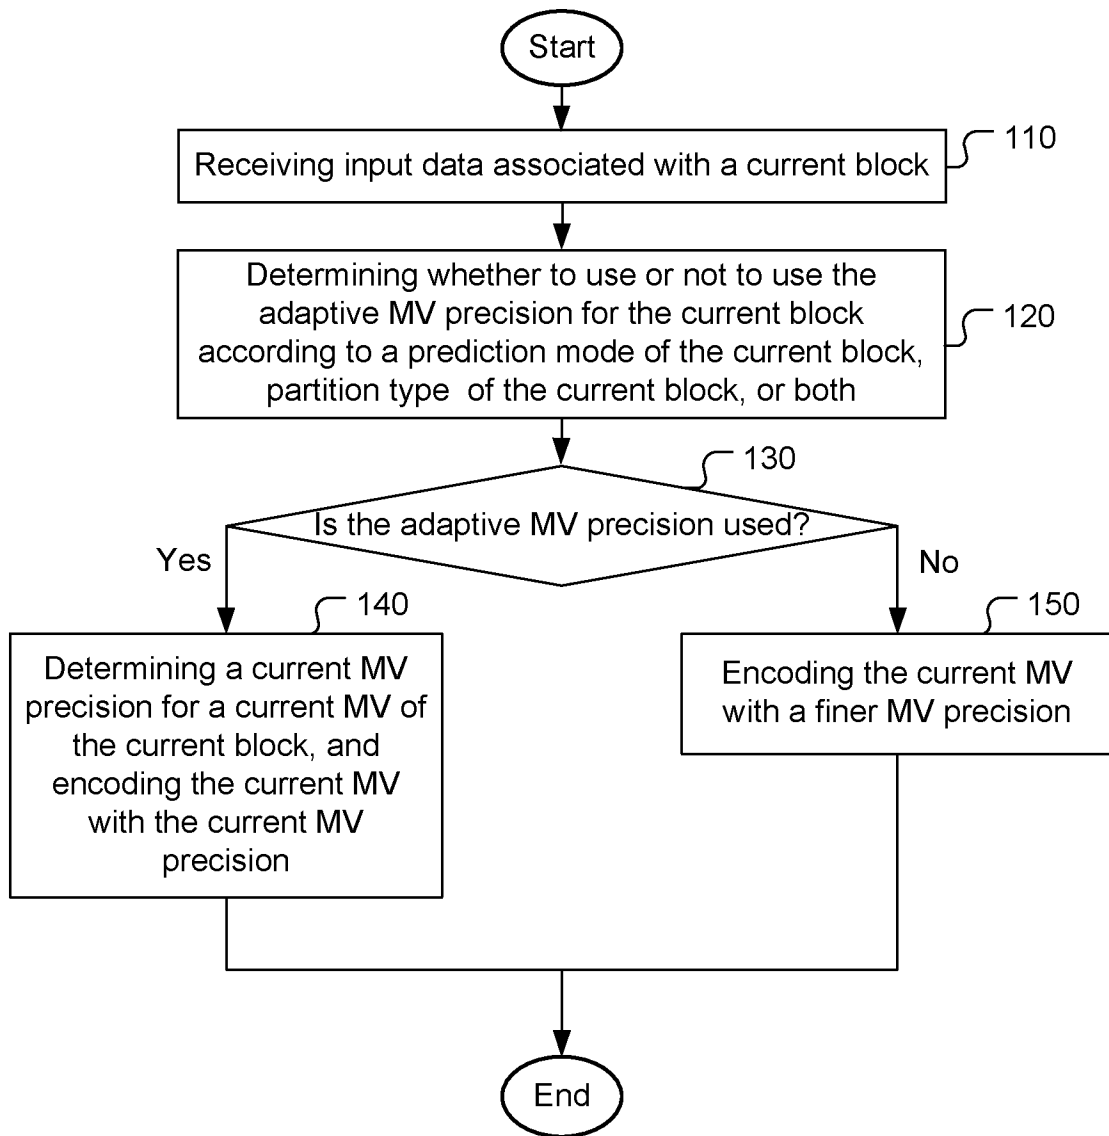 Start
Receiving input data associated with a current block
110
Determining whether to use or not to use the
adaptive MV precision for the current block
according to a prediction mode of the current block,
partition type of the current block, or both
120
130
Is the adaptive MV precision used?
Yes
No
140
Determining a current MV
precision for a current MV of
the current block, and
encoding the current MV
with the current MV
precision
150
Encoding the current MV
with a finer MV precision
End